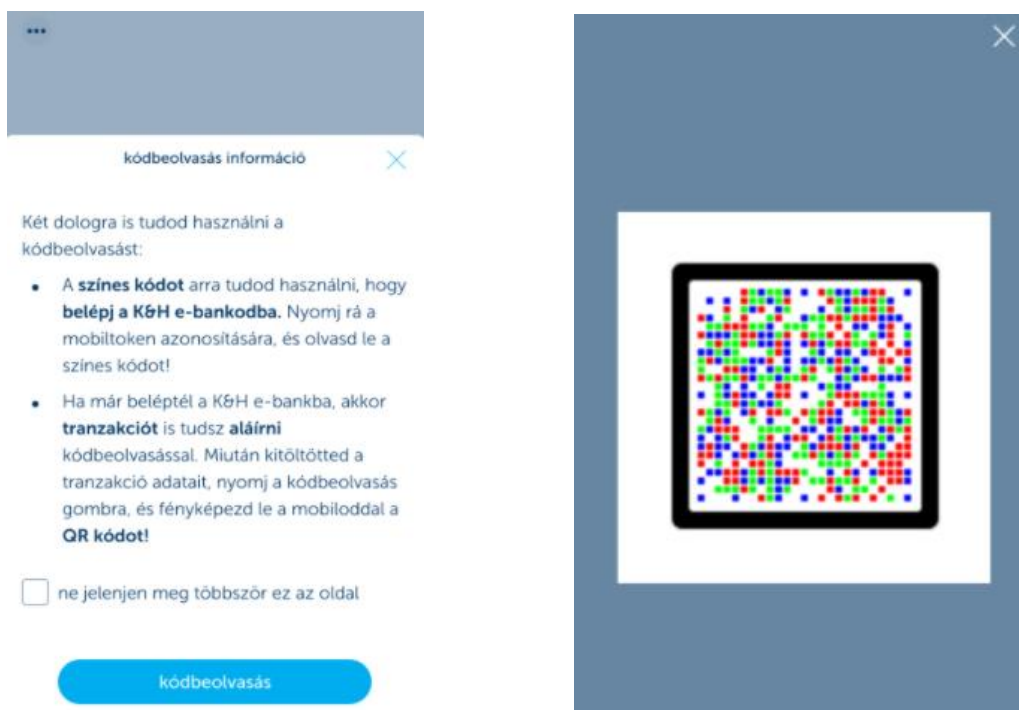 kódbeolvasás információ
Két dologra is tudod használni a
kódbeolvasást:
• A színes kódot arra tudod használni, hogy
belépj a K&H e-bankodba. Nyomj rá a
mobiltoken azonosítására, és olvasd le a
színes kódot!
• Ha már beléptél a K&H e-bankba, akkor
tranzakciót is tudsz aláírni
kódbeolvasással. Miután kitöltötted a
tranzakció adatait, nyomj a kódbeolvasás
gombra, és fényképezd le a mobiloddal a
QR kódot!
ne jelenjen meg többször ez az oldal
kódbeolvasás